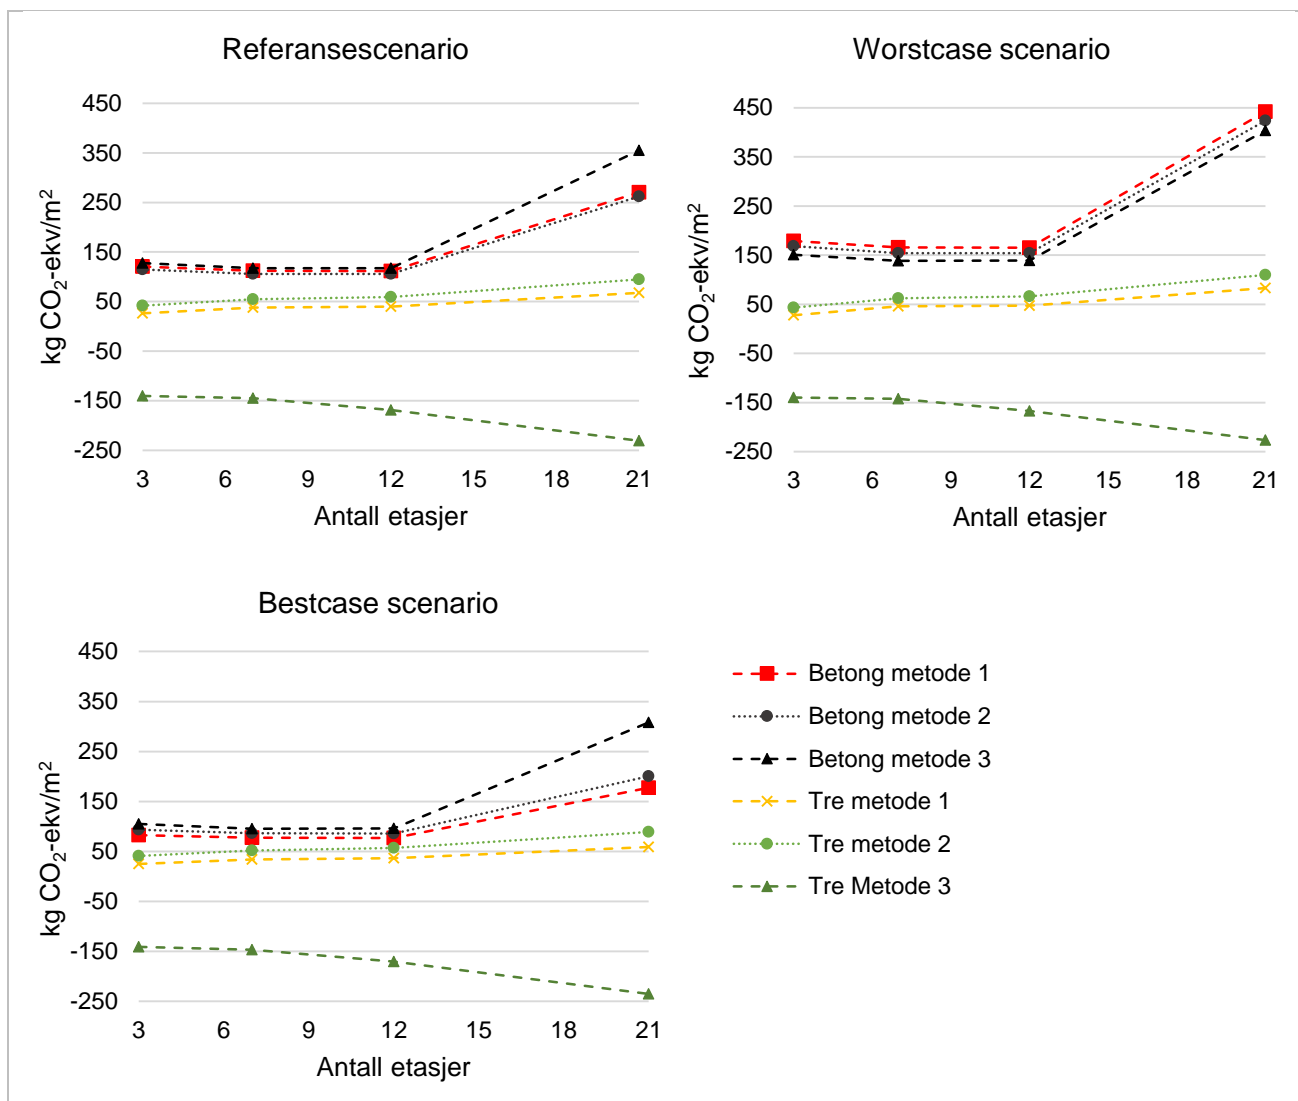 Referansescenario
450
350
250
150
50
-50
-150
-250
kg CO₂-ekv/m²
3 6 9 12 15 18 21
Antall etasjer
Worstcase scenario
450
350
250
150
50
-50
-150
-250
kg CO₂-ekv/m²
3 6 9 12 15 18 21
Antall etasjer
Bestcase scenario
450
350
250
150
50
-50
-150
-250
kg CO₂-ekv/m²
3 6 9 12 15 18 21
Antall etasjer
Betong metode 1
Betong metode 2
Betong metode 3
Tre metode 1
Tre metode 2
Tre Metode 3